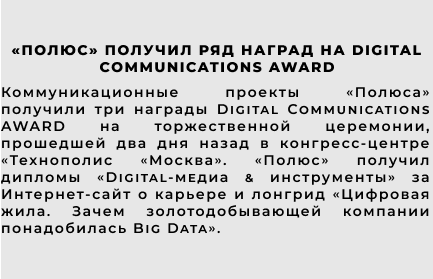 «ПОЛЮС» ПОЛУЧИЛ РЯД НАГРАД НА DIGITAL
COMMUNICATIONS AWARD
Коммуникационные проекты «Полюса»
получили три награды Digital Communications
AWARD на торжественной церемонии,
прошедшей два дня назад в конгресс-центре
«Технополис «Москва». «Полюс» получил
дипломы «Digital-медиа & инструменты» за
Интернет-сайт о карьере и лонгрид «Цифровая
жила. Зачем золотодобывающей компании
понадобилась Big Data».